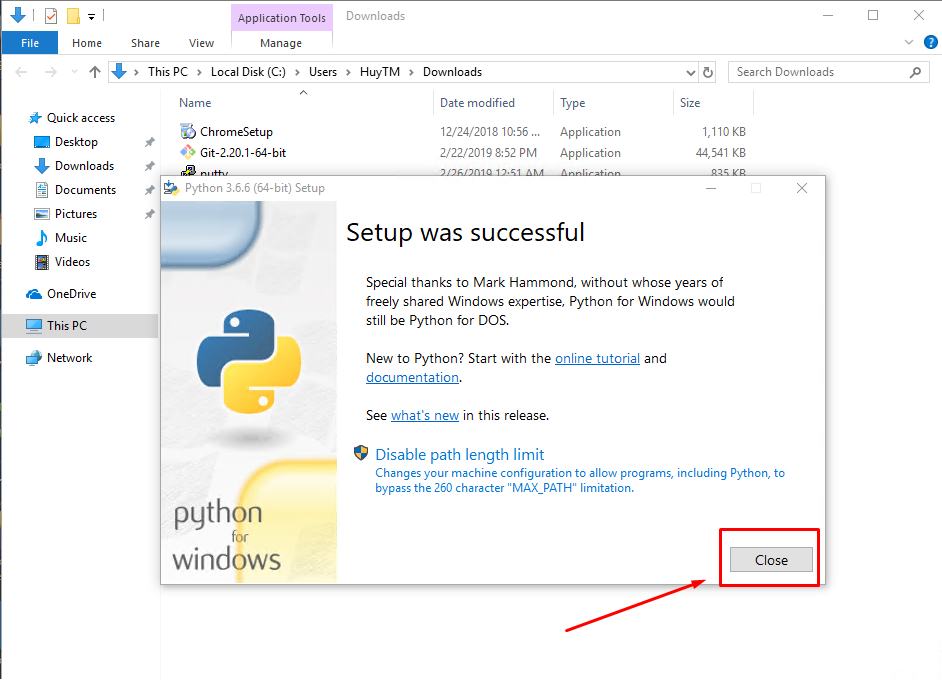 Application Tools
Downloads
File
Home
Share
View
Manage
This PC
Local Disk (C:)
Users
HuyTM
Downloads
Search Downloads
Name
Date modified
Type
Size
Quick access
Desktop
Downloads
Documents
Pictures
Music
Videos
OneDrive
This PC
Network
ChromeSetup 12/24/2018 10:56 ... Application 1,110 KB
Git-2.20.1-64-bit 2/22/2019 8:52 PM Application 44,541 KB
putty 2/26/2019 12:51 AM Application 835 KB
Python 3.6.6 (64-bit) Setup
Setup was successful
Special thanks to Mark Hammond, without whose years of
freely shared Windows expertise, Python for Windows would
still be Python for DOS.
New to Python? Start with the online tutorial and
documentation.
See what's new in this release.
Disable path length limit
Changes your machine configuration to allow programs, including Python, to
bypass the 260 character "MAX_PATH" limitation.
python
for
windows
Close